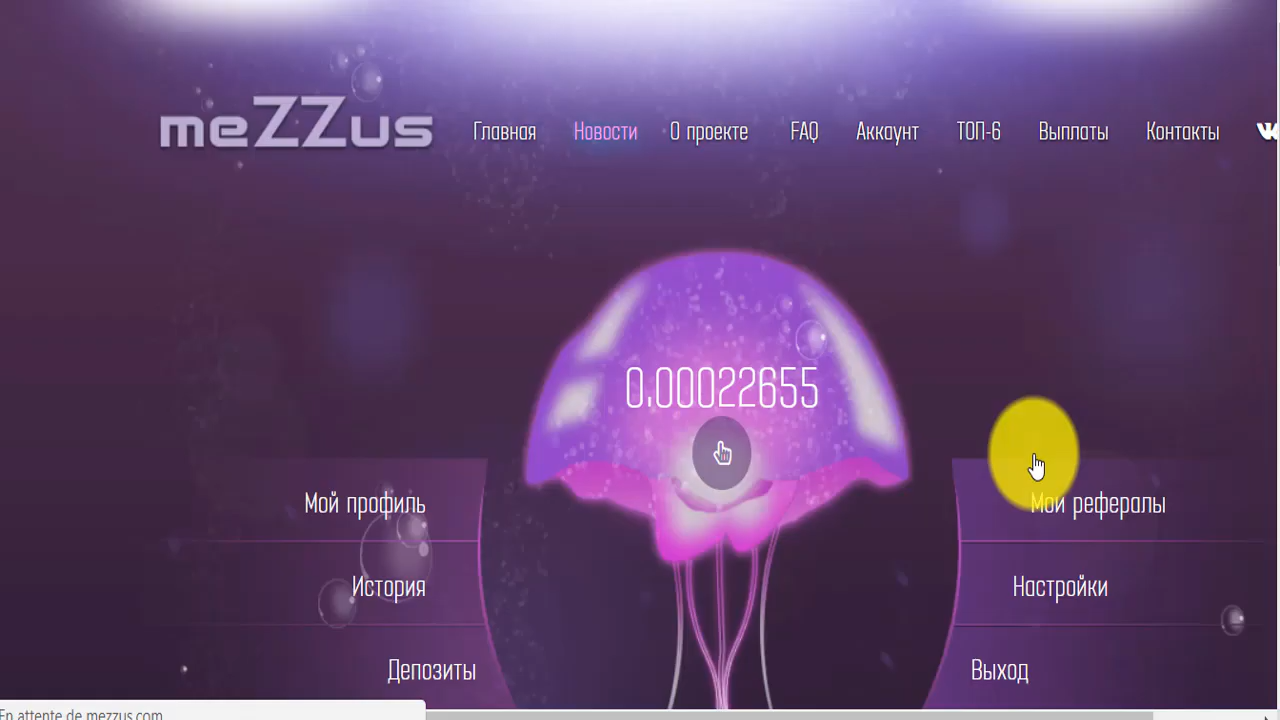 meZZus
Главная Новости О проекте FAQ Аккаунт ТОП-6 Выплаты Контакты
0.00022655
Мой профиль
Мои рефералы
История
Настройки
Депозиты
Выход
En attente de mezzus.com